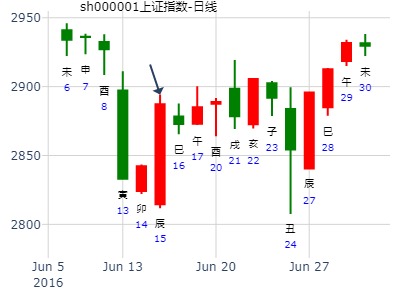 sh000001上证指数-日线
2950
2900
2850
2800
未
6
申
7
酉
8
寅
13
卯
14
辰
15
巳
16
午
17
酉
20
戌
21
亥
22
子
23
丑
24
辰
27
巳
28
午
29
未
30
Jun 5 Jun 13 Jun 20 Jun 27
2016